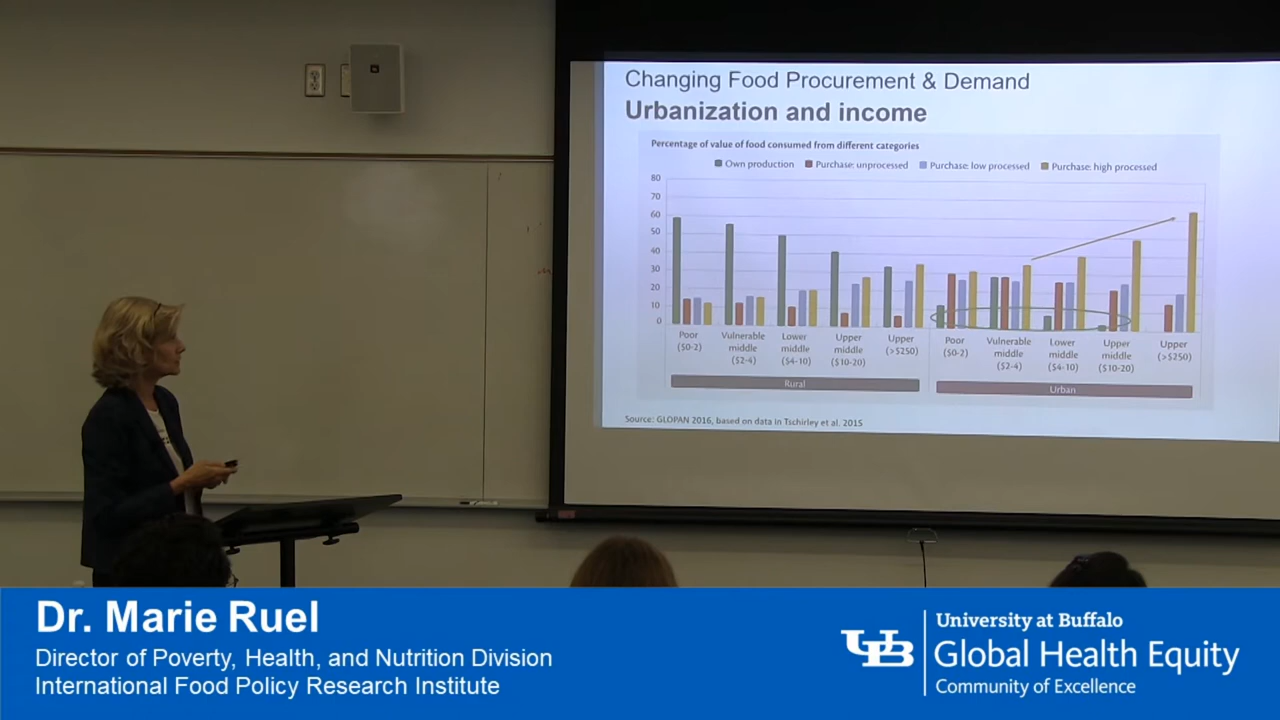 Changing Food Procurement & Demand
Urbanization and income
Percentage of value of food consumed from different categories
Own production Purchase: unprocessed Purchase: low processed Purchase: high processed
80
70
60
50
40
30
20
10
0
Poor ($0-2)
Vulnerable middle ($2-4)
Lower middle ($4-10)
Upper middle ($10-20)
Upper (>$250)
Poor ($0-2)
Vulnerable middle ($2-4)
Lower middle ($4-10)
Upper middle ($10-20)
Upper (>$250)
Rural
Urban
Source: GLOPAN 2016, based on data in Tschirley et al. 2015
Dr. Marie Ruel
Director of Poverty, Health, and Nutrition Division
International Food Policy Research Institute
UB
University at Buffalo
Global Health Equity
Community of Excellence